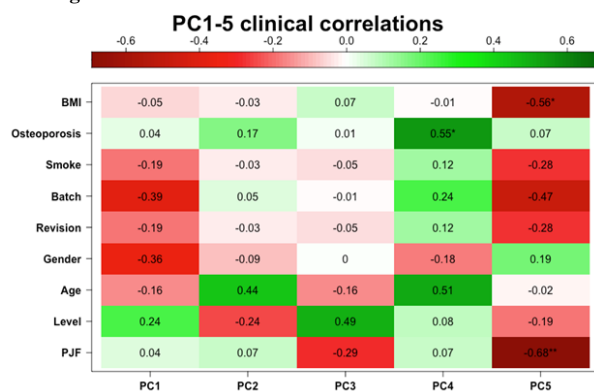 PC1-5 clinical correlations
-0.6 -0.4 -0.2 0.0 0.2 0.4 0.6
BMI -0.05 -0.03 0.07 -0.01 -0.56*
Osteoporosis 0.04 0.17 0.01 0.55* 0.07
Smoke -0.19 -0.03 -0.05 0.12 -0.28
Batch -0.39 0.05 -0.01 0.24 -0.47
Revision -0.19 -0.03 -0.05 0.12 -0.28
Gender -0.36 -0.09 0 -0.18 0.19
Age -0.16 0.44 -0.16 0.51 -0.02
Level 0.24 -0.24 0.49 0.08 -0.19
PJF 0.04 0.07 -0.29 0.07 -0.68**
PC1 PC2 PC3 PC4 PC5